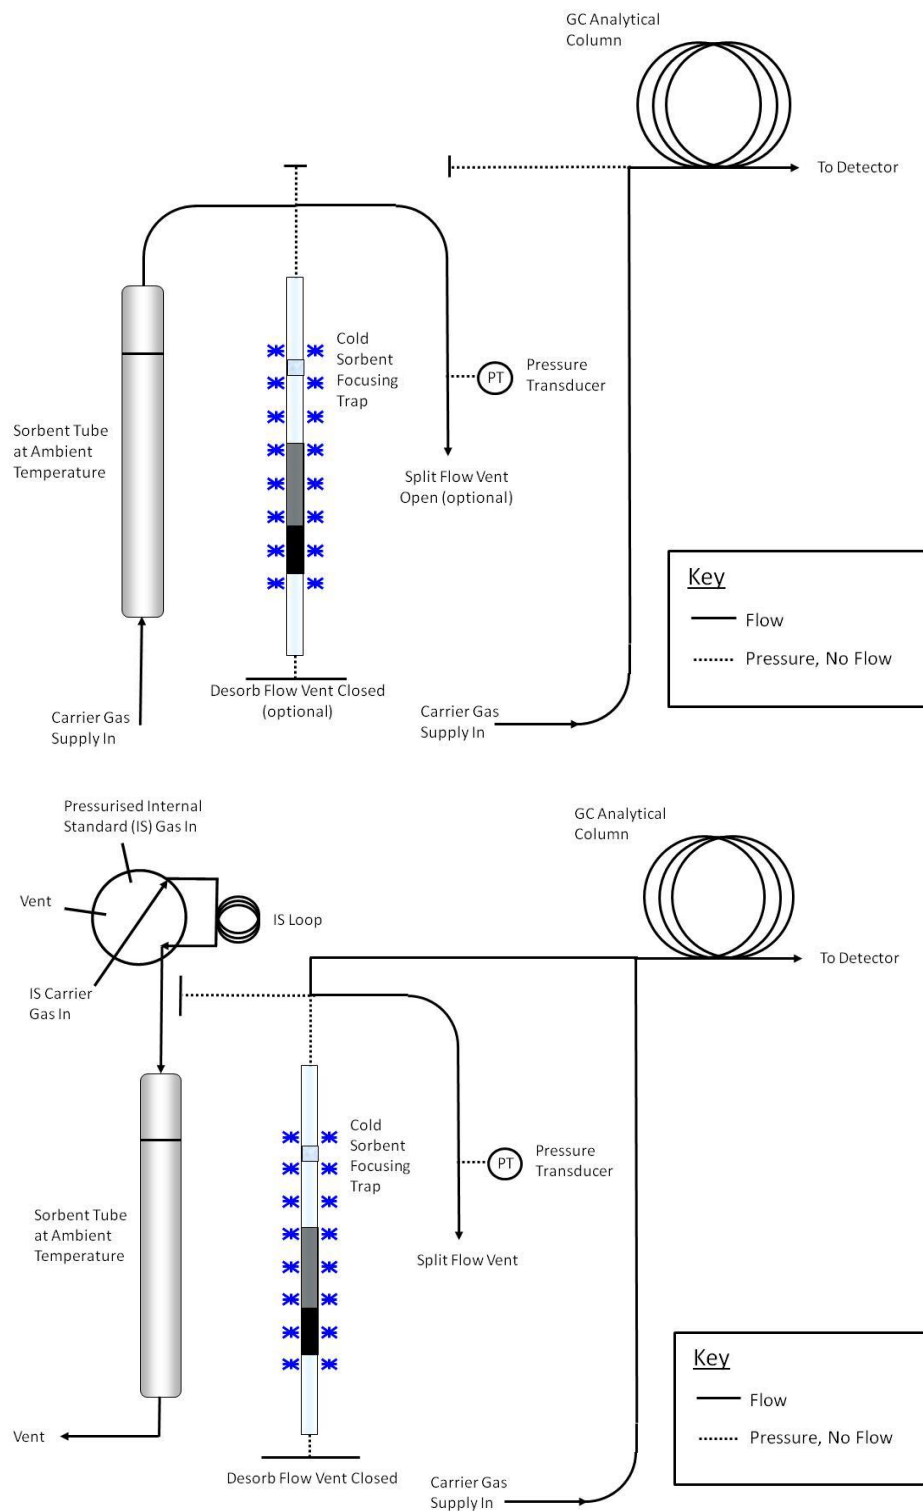 GC Analytical
Column
To Detector
Cold
Sorbent
Focusing
Trap
PT
Pressure
Transducer
Sorbent Tube
at Ambient
Temperature
Split Flow Vent
Open (optional)
Key
Flow
Pressure, No Flow
Desorb Flow Vent Closed
(optional)
Carrier Gas
Supply In
Carrier Gas
Supply In
Pressurised Internal
Standard (IS) Gas In
GC Analytical
Column
Vent
IS Loop
To Detector
IS Carrier
Gas In
Cold
Sorbent
Focusing
Trap
PT
Pressure
Transducer
Sorbent Tube
at Ambient
Temperature
Split Flow Vent
Key
Flow
Pressure, No Flow
Vent
Desorb Flow Vent Closed
Carrier Gas
Supply In